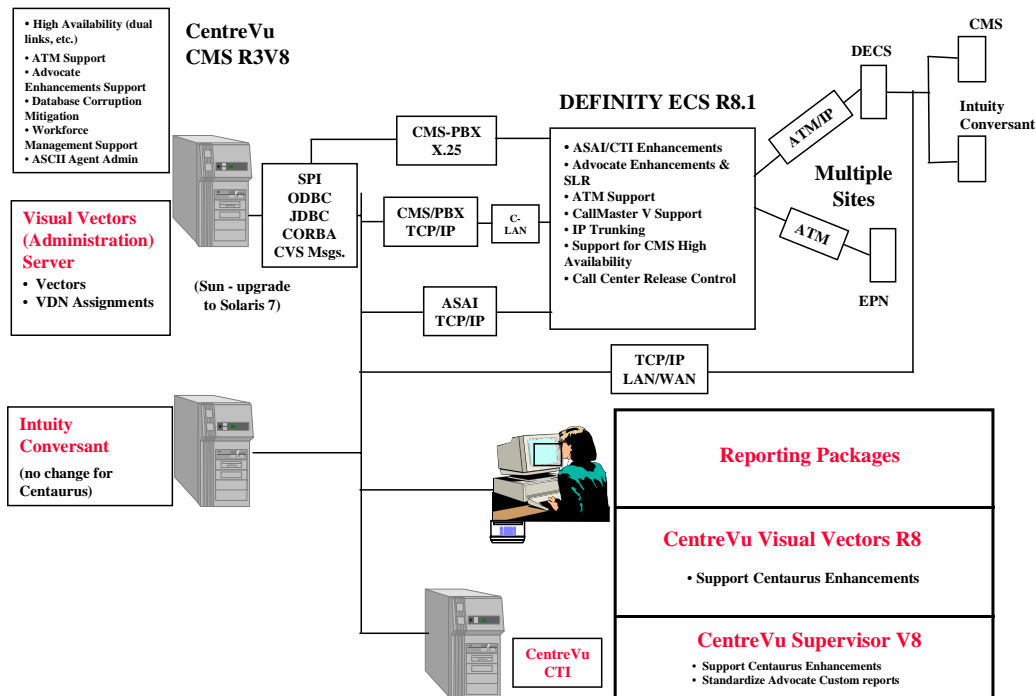 • High Availability (dual
links, etc.)
• ATM Support
• Advocate
Enhancements Support
• Database Corruption
Mitigation
• Workforce
Management Support
• ASCII Agent Admin
CentreVu
CMS R3V8
Visual Vectors
(Administration)
Server
• Vectors
• VDN Assignments
SPI
ODBC
JDBC
CORBA
CVS Msgs.
(Sun - upgrade
to Solaris 7)
CMS-PBX
X.25
CMS/PBX
TCP/IP
C-
LAN
ASAI
TCP/IP
DEFINITY ECS R8.1
• ASAI/CTI Enhancements
• Advocate Enhancements &
SLR
• ATM Support
• CallMaster V Support
• IP Trunking
• Support for CMS High
Availability
• Call Center Release Control
ATM/IP
DECS
CMS
Intuity
Conversant
Multiple
Sites
ATM
EPN
TCP/IP
LAN/WAN
Intuity
Conversant
(no change for
Centaurus)
CentreVu
CTI
Reporting Packages
CentreVu Visual Vectors R8
• Support Centaurus Enhancements
CentreVu Supervisor V8
• Support Centaurus Enhancements
• Standardize Advocate Custom reports